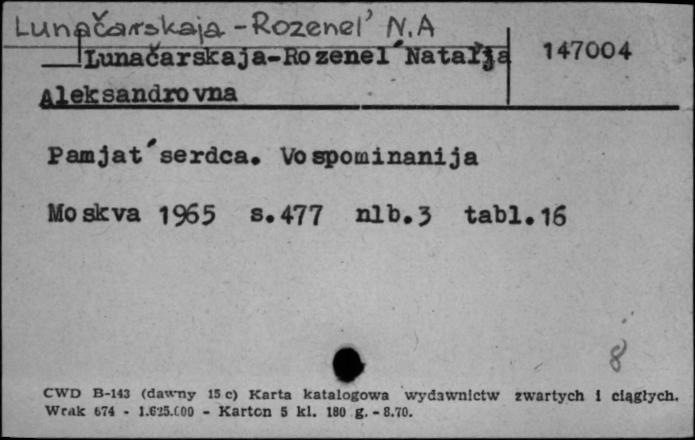 Lunačarskaja - Rozenel' N.A
Lunačarskaja-Rozenel´Natal'ja 147004
Aleksandrovna
Pamjat´serdca. Vospominanija
Moskva 1965 s.477 nlb.3 tabl.16
8
CWD B-143 (dawny 15 c) Karta katalogowa wydawnictw zwartych i ciągłych.
Wrak 674 - 1.625.000 - Karton 5 kl. 180 g. - 8.70.